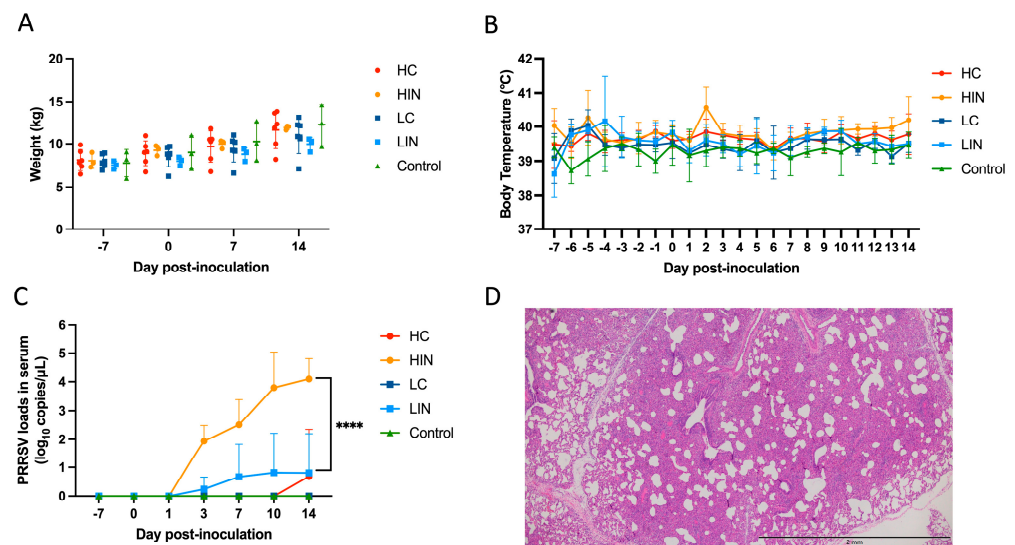 A
Weight (kg)
20
15
10
5
0
-7
0
7
14
Day post-inoculation
HC
HIN
LC
LIN
Control
B
Body Temperature (°C)
42
41
40
39
38
37
-7 -6 -5 -4 -3 -2 -1 0 1 2 3 4 5 6 7 8 9 10 11 12 13 14
Day post-inoculation
HC
HIN
LC
LIN
Control
C
PRRSV loads in serum
(log10 copies/µL)
6
5
4
3
2
1
0
-7
0
1
3
7
10
14
Day post-inoculation
****
HC
HIN
LC
LIN
Control
D
2 mm